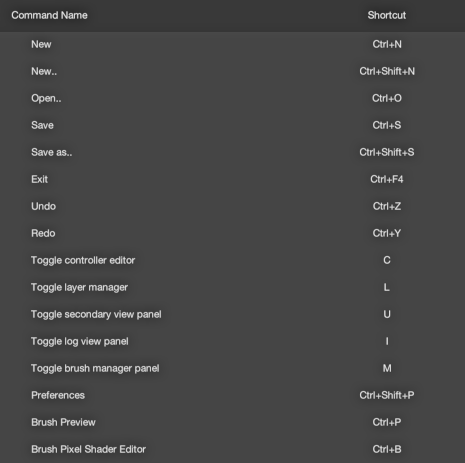 Command Name Shortcut
New Ctrl+N
New.. Ctrl+Shift+N
Open.. Ctrl+O
Save Ctrl+S
Save as.. Ctrl+Shift+S
Exit Ctrl+F4
Undo Ctrl+Z
Redo Ctrl+Y
Toggle controller editor C
Toggle layer manager L
Toggle secondary view panel U
Toggle log view panel I
Toggle brush manager panel M
Preferences Ctrl+Shift+P
Brush Preview Ctrl+P
Brush Pixel Shader Editor Ctrl+B